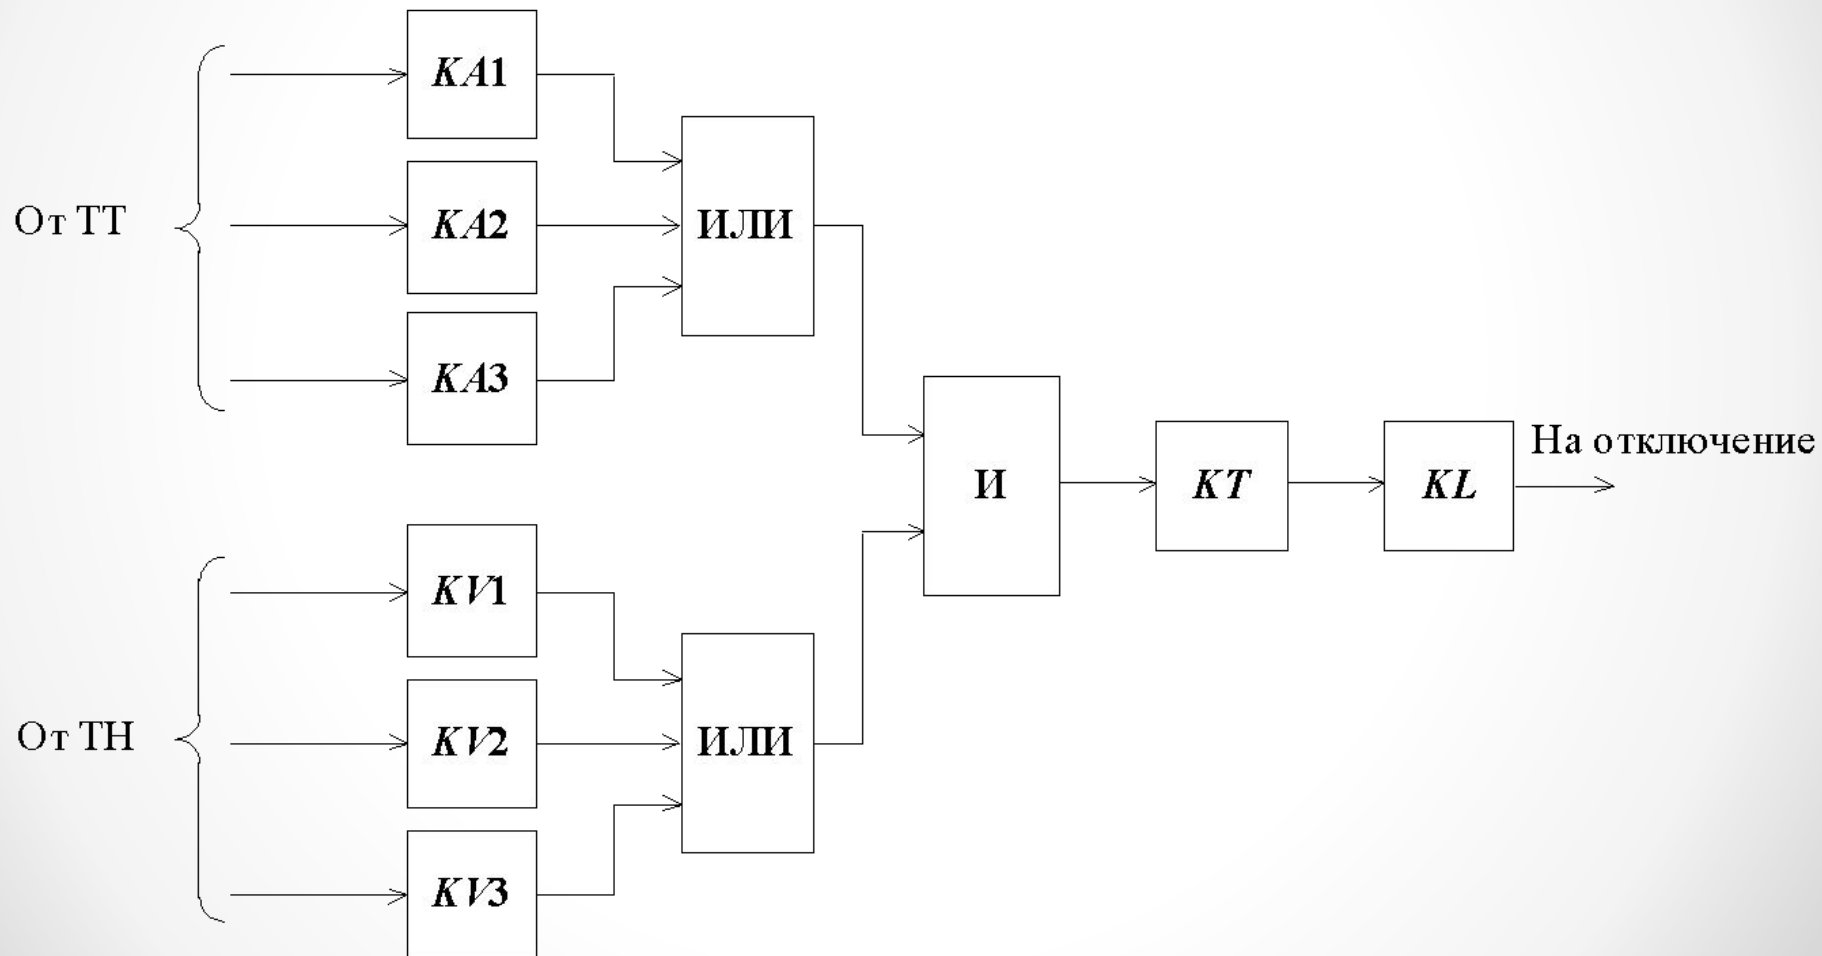 KA1
От ТТ
KA2
ИЛИ
KA3
И
KT
KL
На отключение
KV1
От ТН
KV2
ИЛИ
KV3